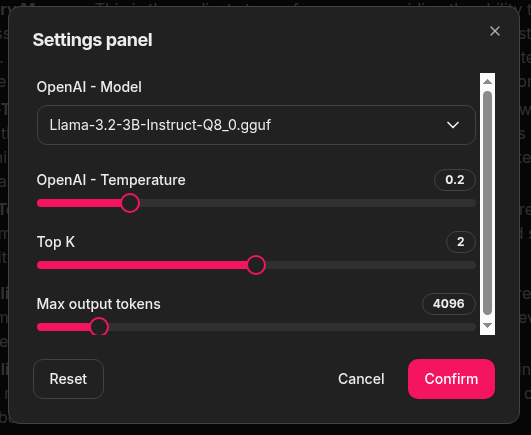 Settings panel
OpenAI - Model
Llama-3.2-3B-Instruct-Q8_0.gguf
OpenAI - Temperature
0.2
Top K
2
Max output tokens
4096
Reset
Cancel
Confirm